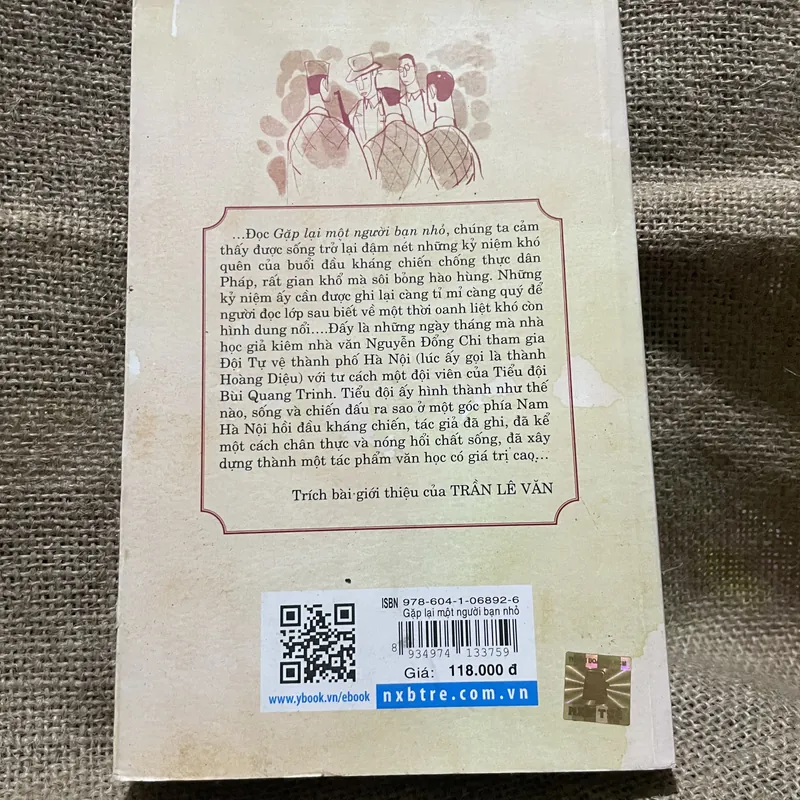 ...Đọc Gặp lại một người bạn nhỏ, chúng ta cảm
thấy được sống trở lại đậm nét những kỷ niệm khó
quên của buổi đầu kháng chiến chống thực dân
Pháp, rất gian khổ mà sôi bỏng hào hùng. Những
kỷ niệm ấy cần được ghi lại càng tỉ mỉ càng quý để
người đọc lớp sau biết về một thời oanh liệt khó còn
hình dung nổi....Đấy là những ngày tháng mà nhà
học giả kiêm nhà văn Nguyễn Đổng Chi tham gia
Đội Tự vệ thành phố Hà Nội (lúc ấy gọi là thành
Hoàng Diệu) với tư cách một đội viên của Tiểu đội
Bùi Quang Trinh. Tiểu đội ấy hình thành như thế
nào, sống và chiến đấu ra sao ở một góc phía Nam
Hà Nội hồi đầu kháng chiến, tác giả đã ghi, đã kể
một cách chân thực và nóng hổi chất sống, đã xây
dựng thành một tác phẩm văn học có giá trị cao...
Trích bài giới thiệu của TRẦN LÊ VĂN
ISBN 978-604-1-06892-6
Gặp lại một người bạn nhỏ
8 934974 133759
Giá: 118.000 đ
www.ybook.vn/ebook
nxbtre.com.vn